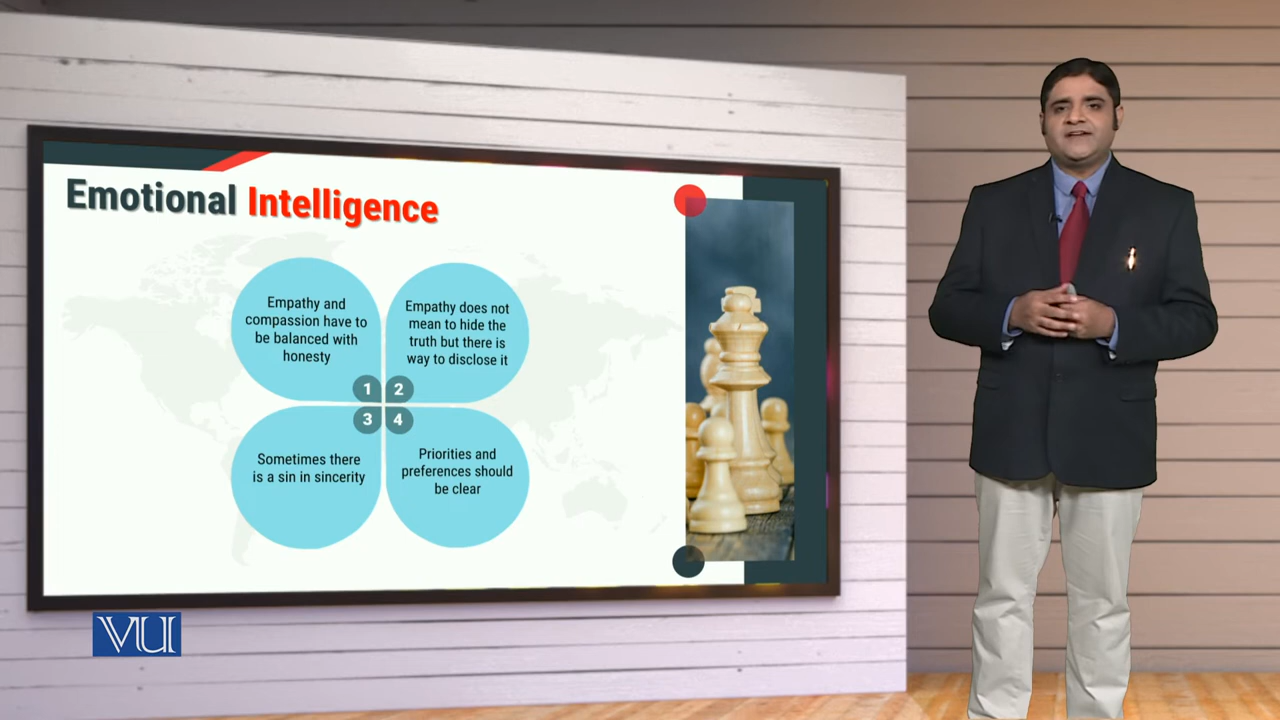 Emotional Intelligence
Empathy and
compassion have to
be balanced with
honesty
1
Empathy does not
mean to hide the
truth but there is
way to disclose it
2
Sometimes there
is a sin in sincerity
3
Priorities and
preferences should
be clear
4
VU